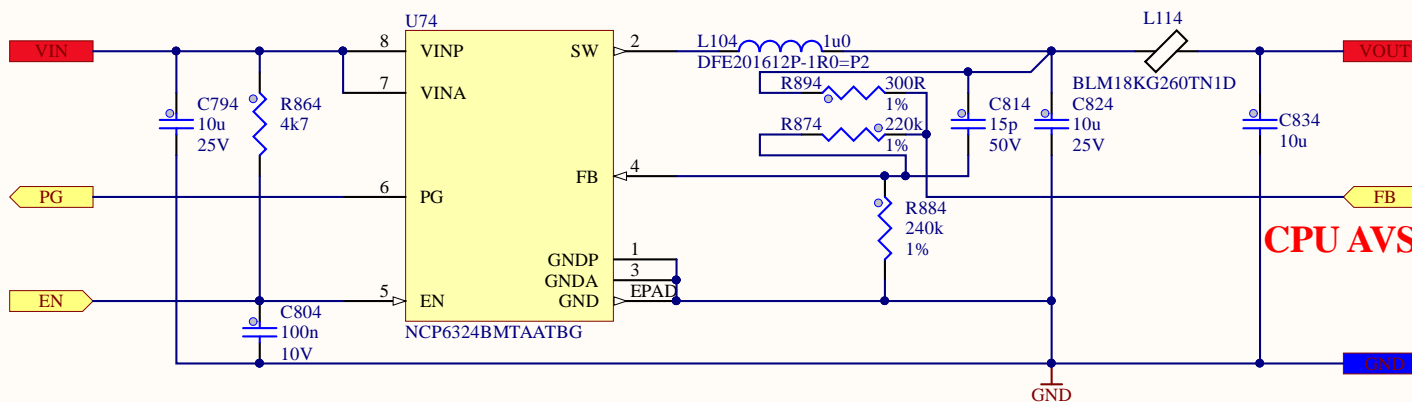 U74
L114
VIN
8
VINP
SW
2
L104
1u0
VOUT
DFE201612P-1R0=P2
BLM18KG260TN1D
7
VINA
R894
300R
1%
C794
10u
25V
R864
4k7
R874
220k
1%
C814
15p
50V
C824
10u
25V
C834
10u
FB
4
PG
6
PG
FB
R884
240k
1%
CPU AVS
GNDP
1
GNDA
3
GND
EPAD
EN
5
EN
C804
100n
10V
NCP6324BMTAATBG
GND
GND